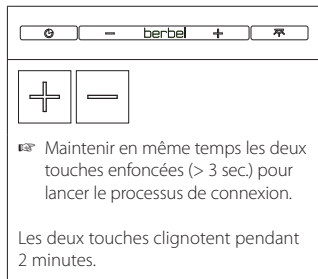 − berbel +
+ −
☞ Maintenir en même temps les deux
touches enfoncées (> 3 sec.) pour
lancer le processus de connexion.
Les deux touches clignotent pendant
2 minutes.